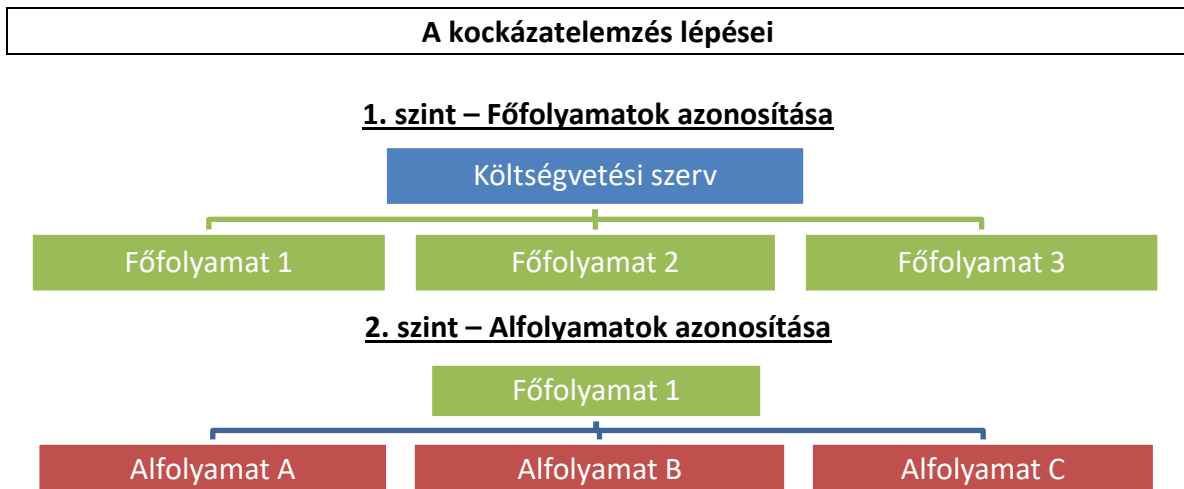 A kockázatelemzés lépései
1. szint – Főfolyamatok azonosítása
Költségvetési szerv
Főfolyamat 1
Főfolyamat 2
Főfolyamat 3
2. szint – Alfolyamatok azonosítása
Főfolyamat 1
Alfolyamat A
Alfolyamat B
Alfolyamat C